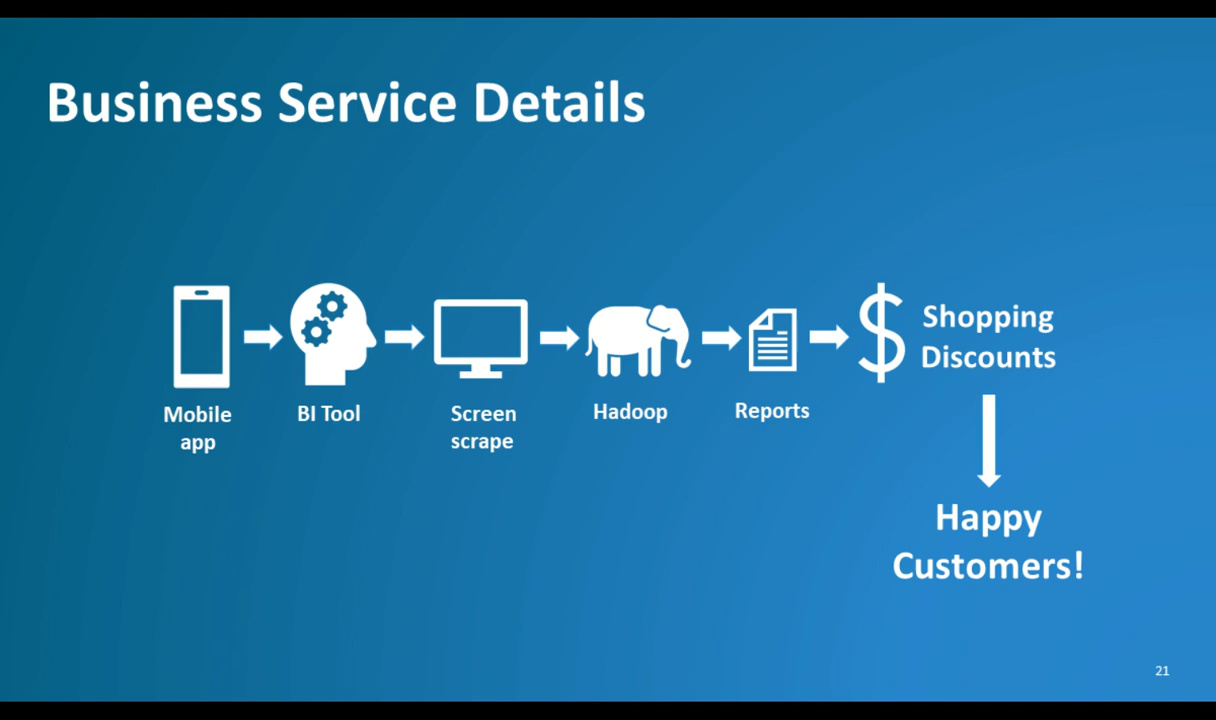 Business Service Details
Mobile
app
BI Tool
Screen
scrape
Hadoop
Reports
$
Shopping
Discounts
Happy
Customers!
21